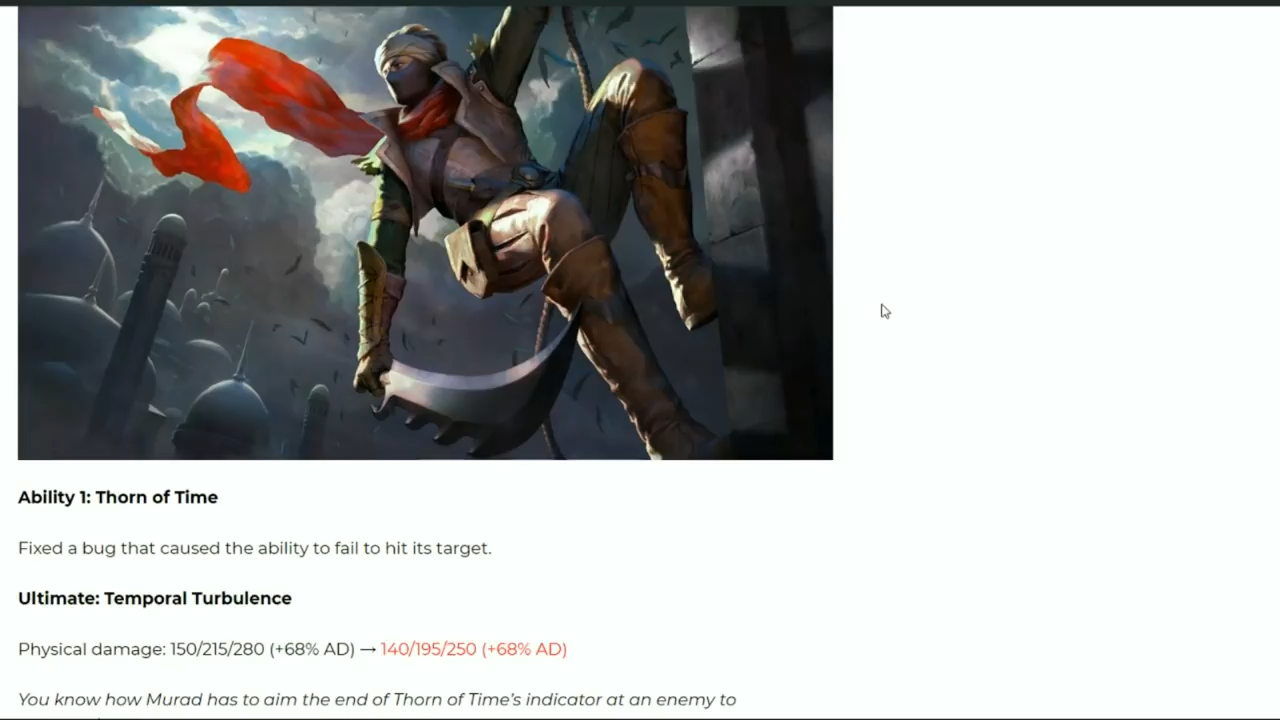 Ability 1: Thorn of Time
Fixed a bug that caused the ability to fail to hit its target.
Ultimate: Temporal Turbulence
Physical damage: 150/215/280 (+68% AD) → 140/195/250 (+68% AD)
You know how Murad has to aim the end of Thorn of Time's indicator at an enemy to